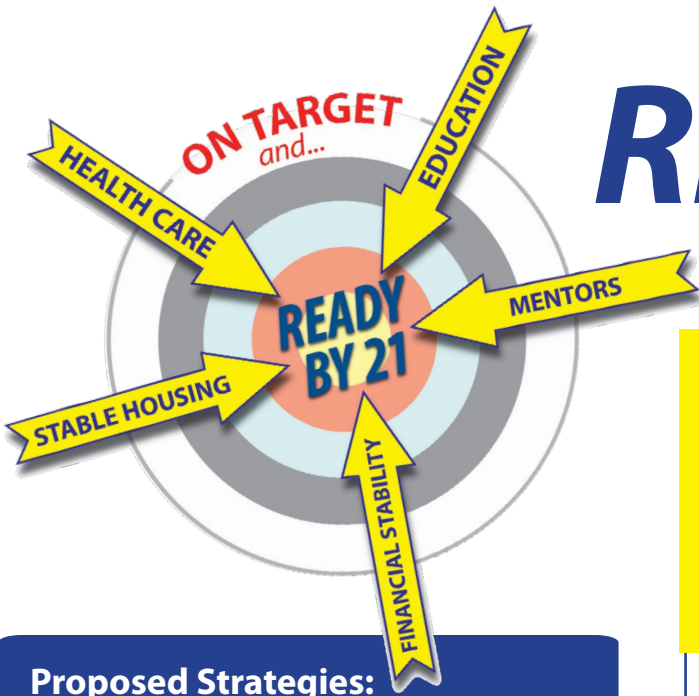 ON TARGET
and...
HEALTH CARE
EDUCATION
MENTORS
READY
BY 21
STABLE HOUSING
FINANCIAL STABILITY
Proposed Strategies: